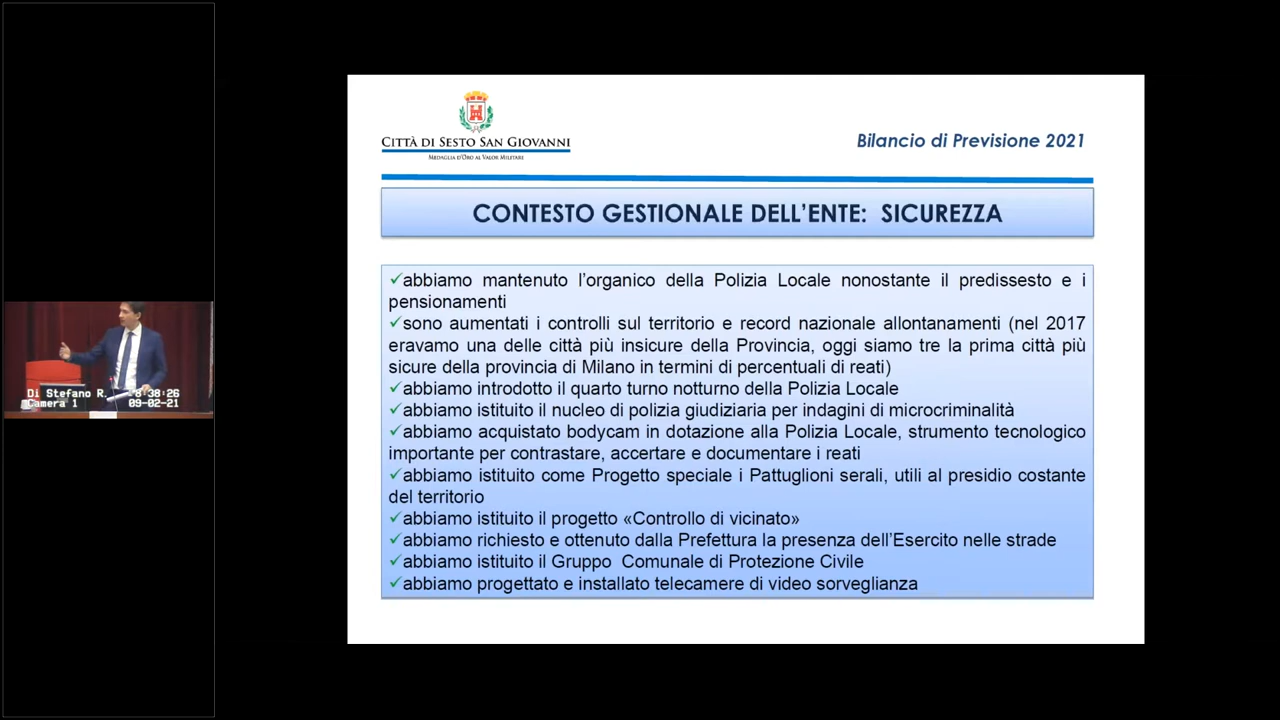 CITTÀ DI SESTO SAN GIOVANNI
MEDAGLIA D'ORO AL VALOR MILITARE
Bilancio di Previsione 2021
CONTESTO GESTIONALE DELL'ENTE: SICUREZZA
✓abbiamo mantenuto l'organico della Polizia Locale nonostante il predissesto e i
pensionamenti
✓sono aumentati i controlli sul territorio e record nazionale allontanamenti (nel 2017
eravamo una delle città più insicure della Provincia, oggi siamo tre la prima città più
sicure della provincia di Milano in termini di percentuali di reati)
✓abbiamo introdotto il quarto turno notturno della Polizia Locale
✓abbiamo istituito il nucleo di polizia giudiziaria per indagini di microcriminalità
✓abbiamo acquistato bodycam in dotazione alla Polizia Locale, strumento tecnologico
importante per contrastare, accertare e documentare i reati
✓abbiamo istituito come Progetto speciale i Pattuglioni serali, utili al presidio costante
del territorio
✓abbiamo istituito il progetto «Controllo di vicinato»
✓abbiamo richiesto e ottenuto dalla Prefettura la presenza dell'Esercito nelle strade
✓abbiamo istituito il Gruppo Comunale di Protezione Civile
✓abbiamo progettato e installato telecamere di video sorveglianza
Di Stefano R. 8:38:26
Camera 1 09-02-21